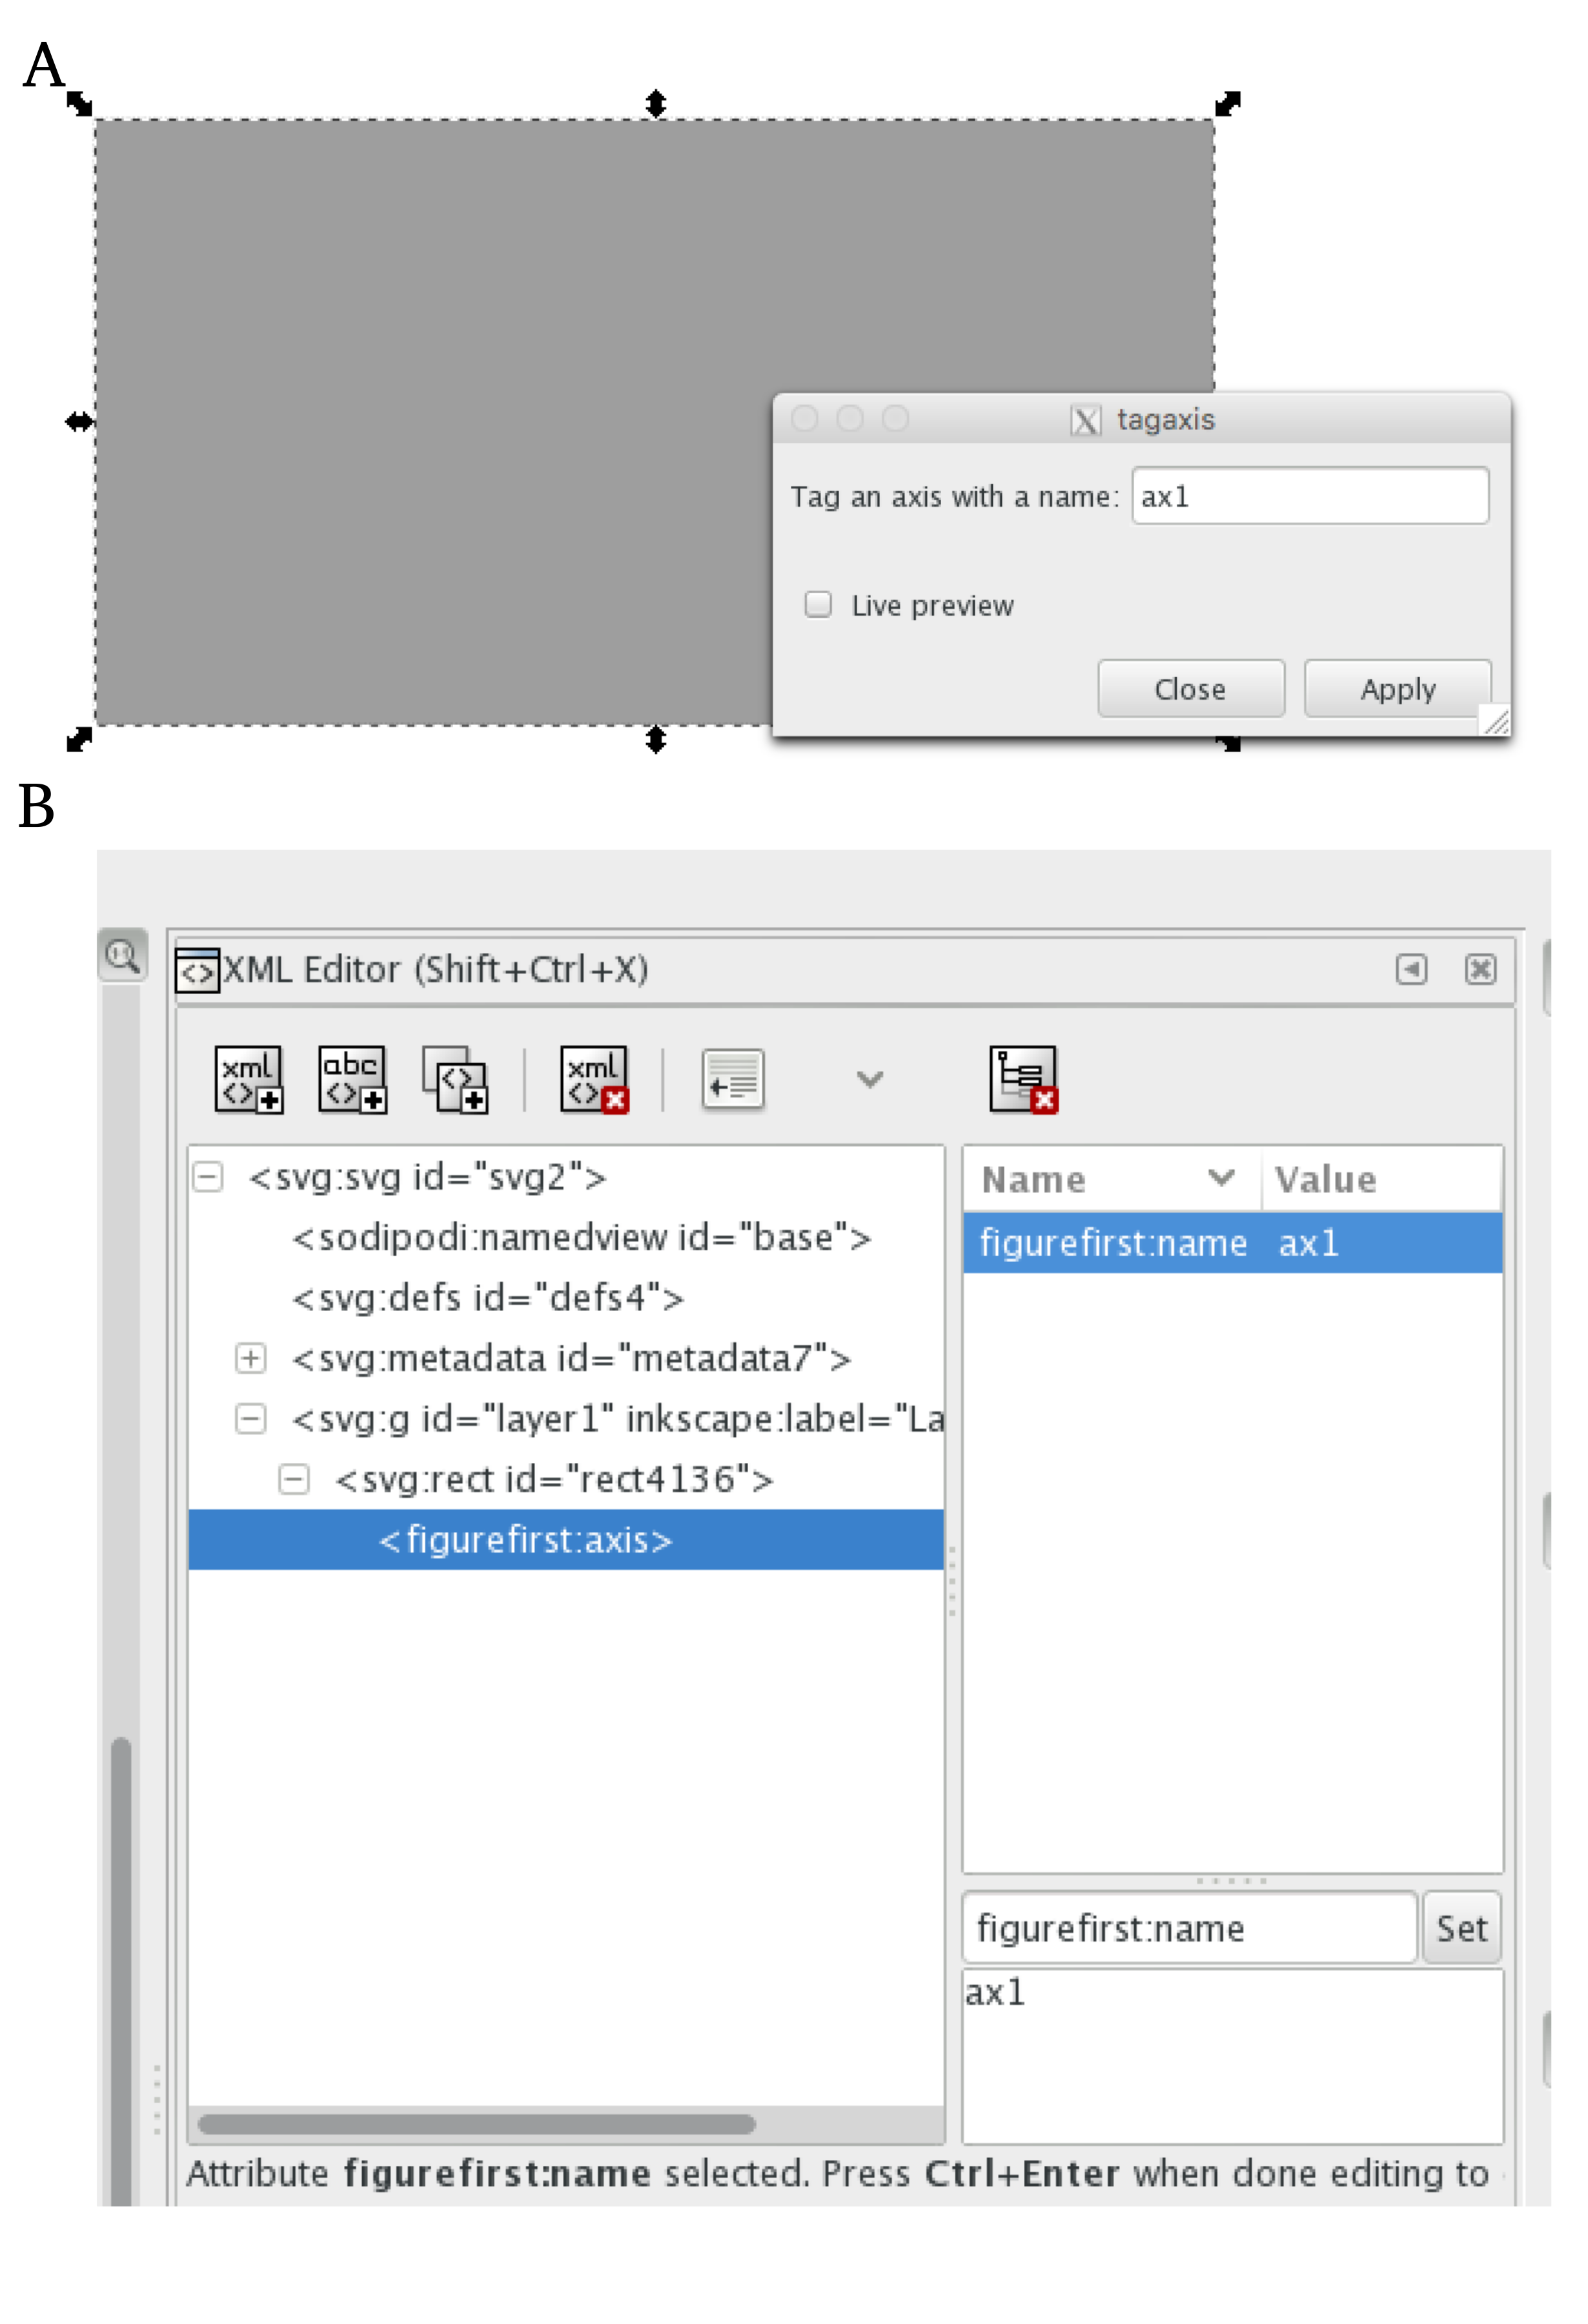 A
tagaxis
Tag an axis with a name: ax1
Live preview
Close Apply
B
XML Editor (Shift+Ctrl+X)
xml abc xml
<svg:svg id="svg2">
<sodipodi:namedview id="base">
<svg:defs id="defs4">
<svg:metadata id="metadata7">
<svg:g id="layer1" inkscape:label="La
<svg:rect id="rect4136">
<figurefirst:axis>
Name Value
figurefirst:name ax1
figurefirst:name Set
ax1
Attribute figurefirst:name selected. Press Ctrl+Enter when done editing to